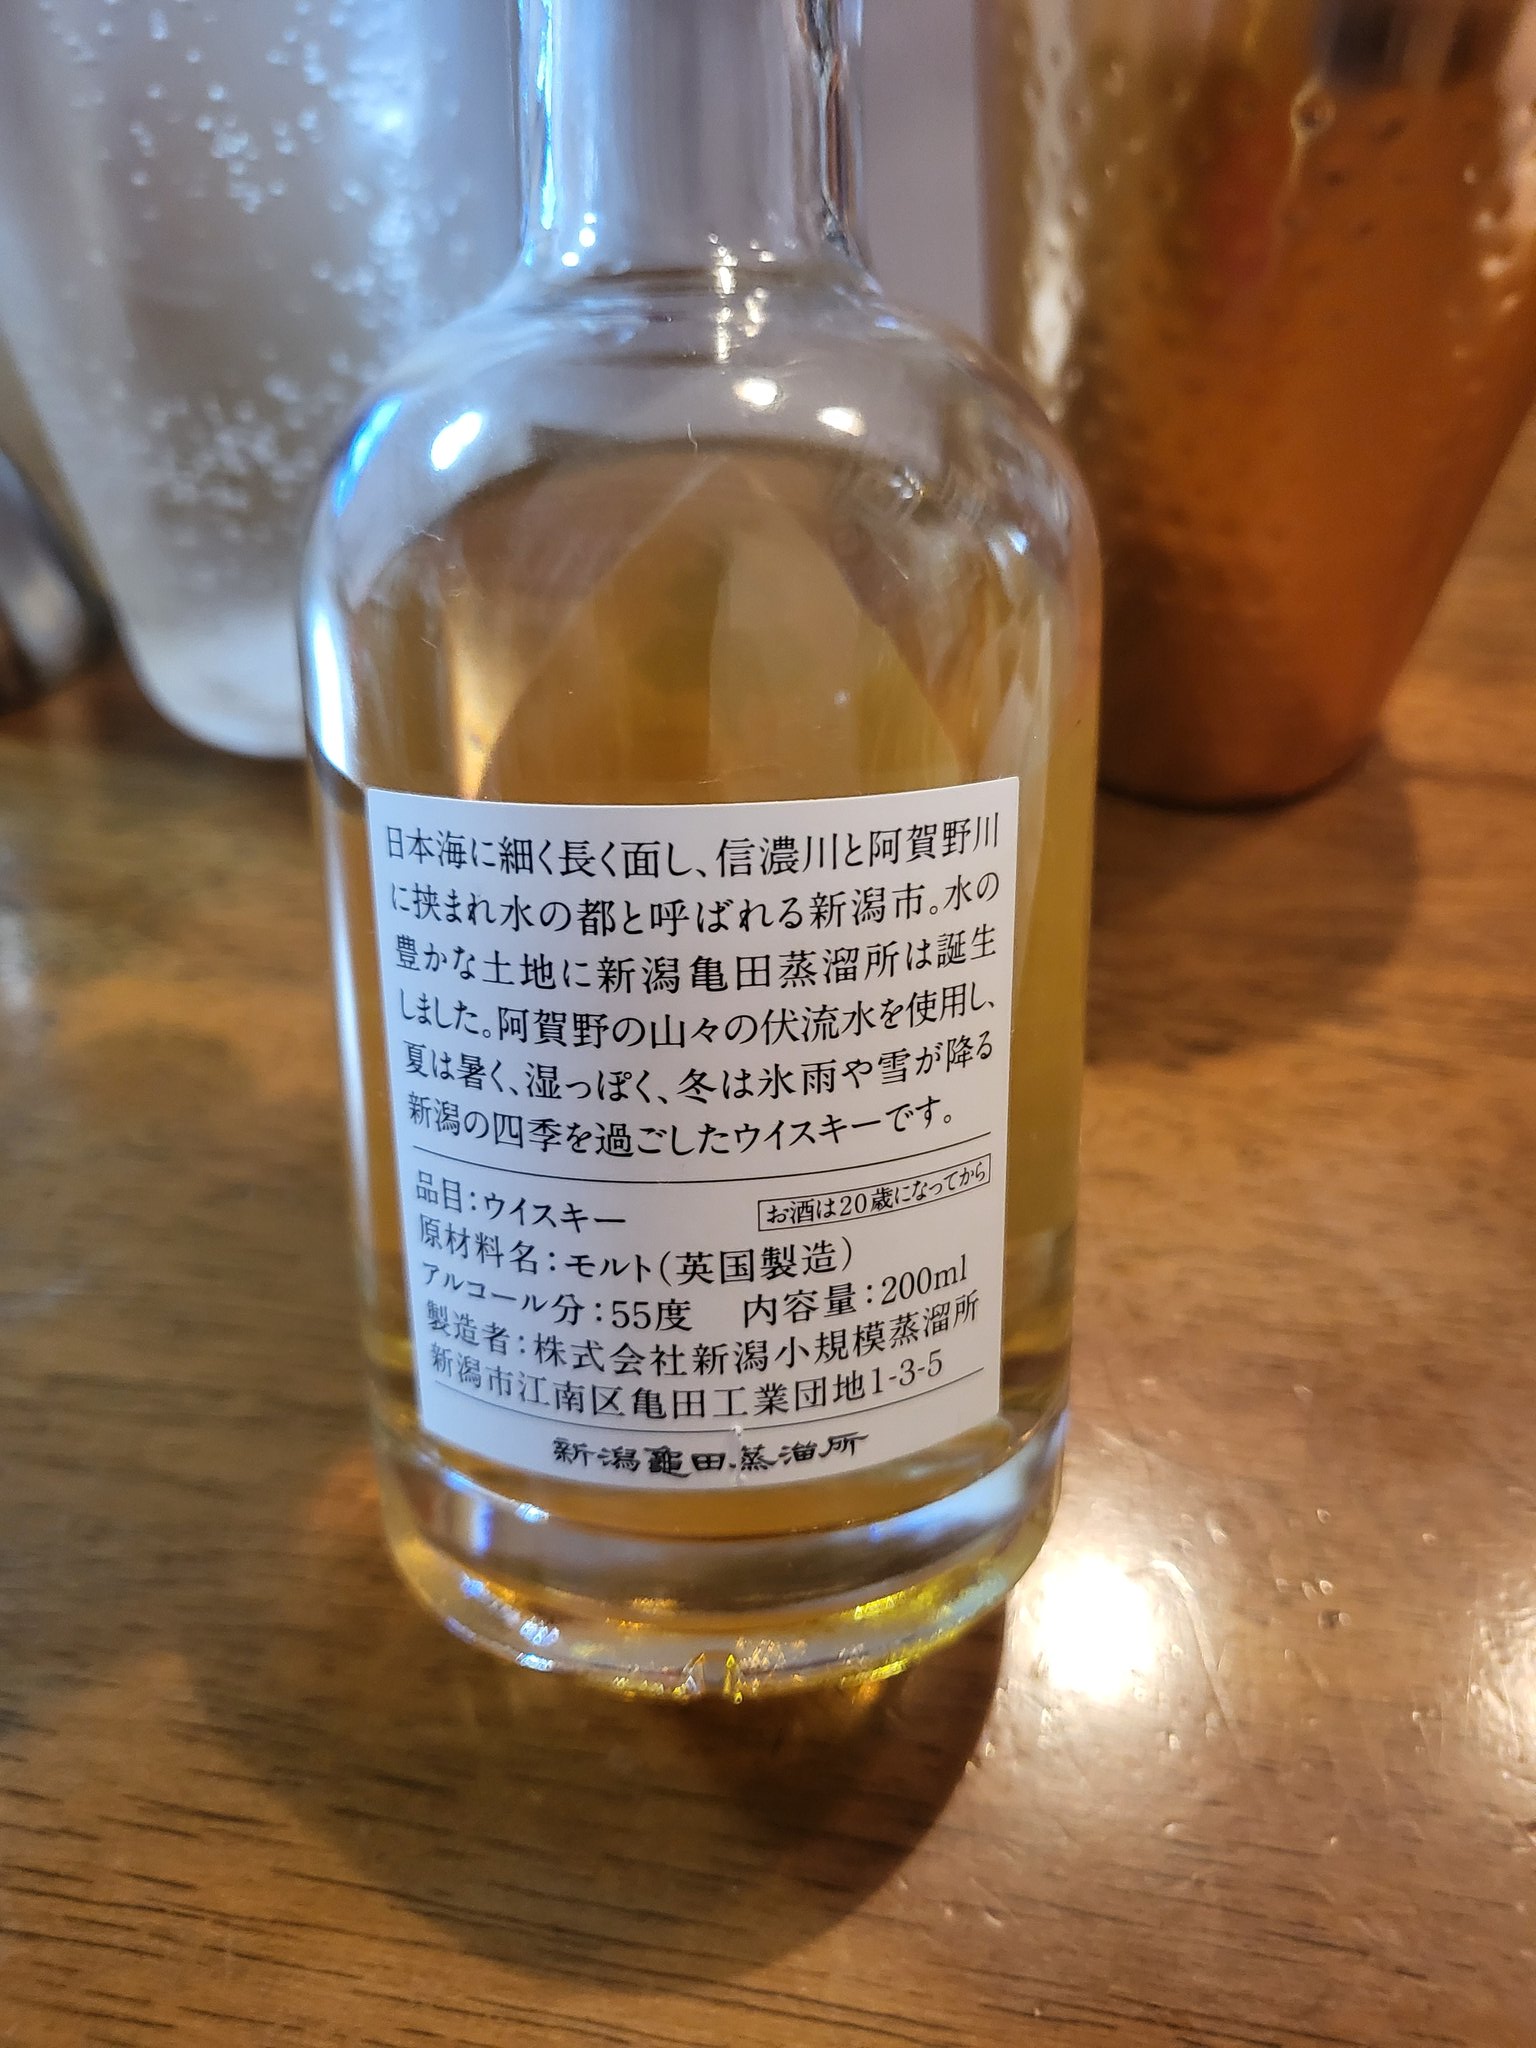 日本海に細く長く面し、信濃川と阿賀野川
に挟まれ水の都と呼ばれる新潟市。水の
豊かな土地に新潟亀田蒸溜所は誕生
しました。阿賀野の山々の伏流水を使用し、
夏は暑く、湿っぽく、冬は氷雨や雪が降る
新潟の四季を過ごしたウイスキーです。
品目：ウイスキー お酒は20歳になってから
原材料名：モルト（英国製造）
アルコール分：55度 内容量：200ml
製造者：株式会社新潟小規模蒸溜所
新潟市江南区亀田工業団地1-3-5
新潟亀田蒸溜所